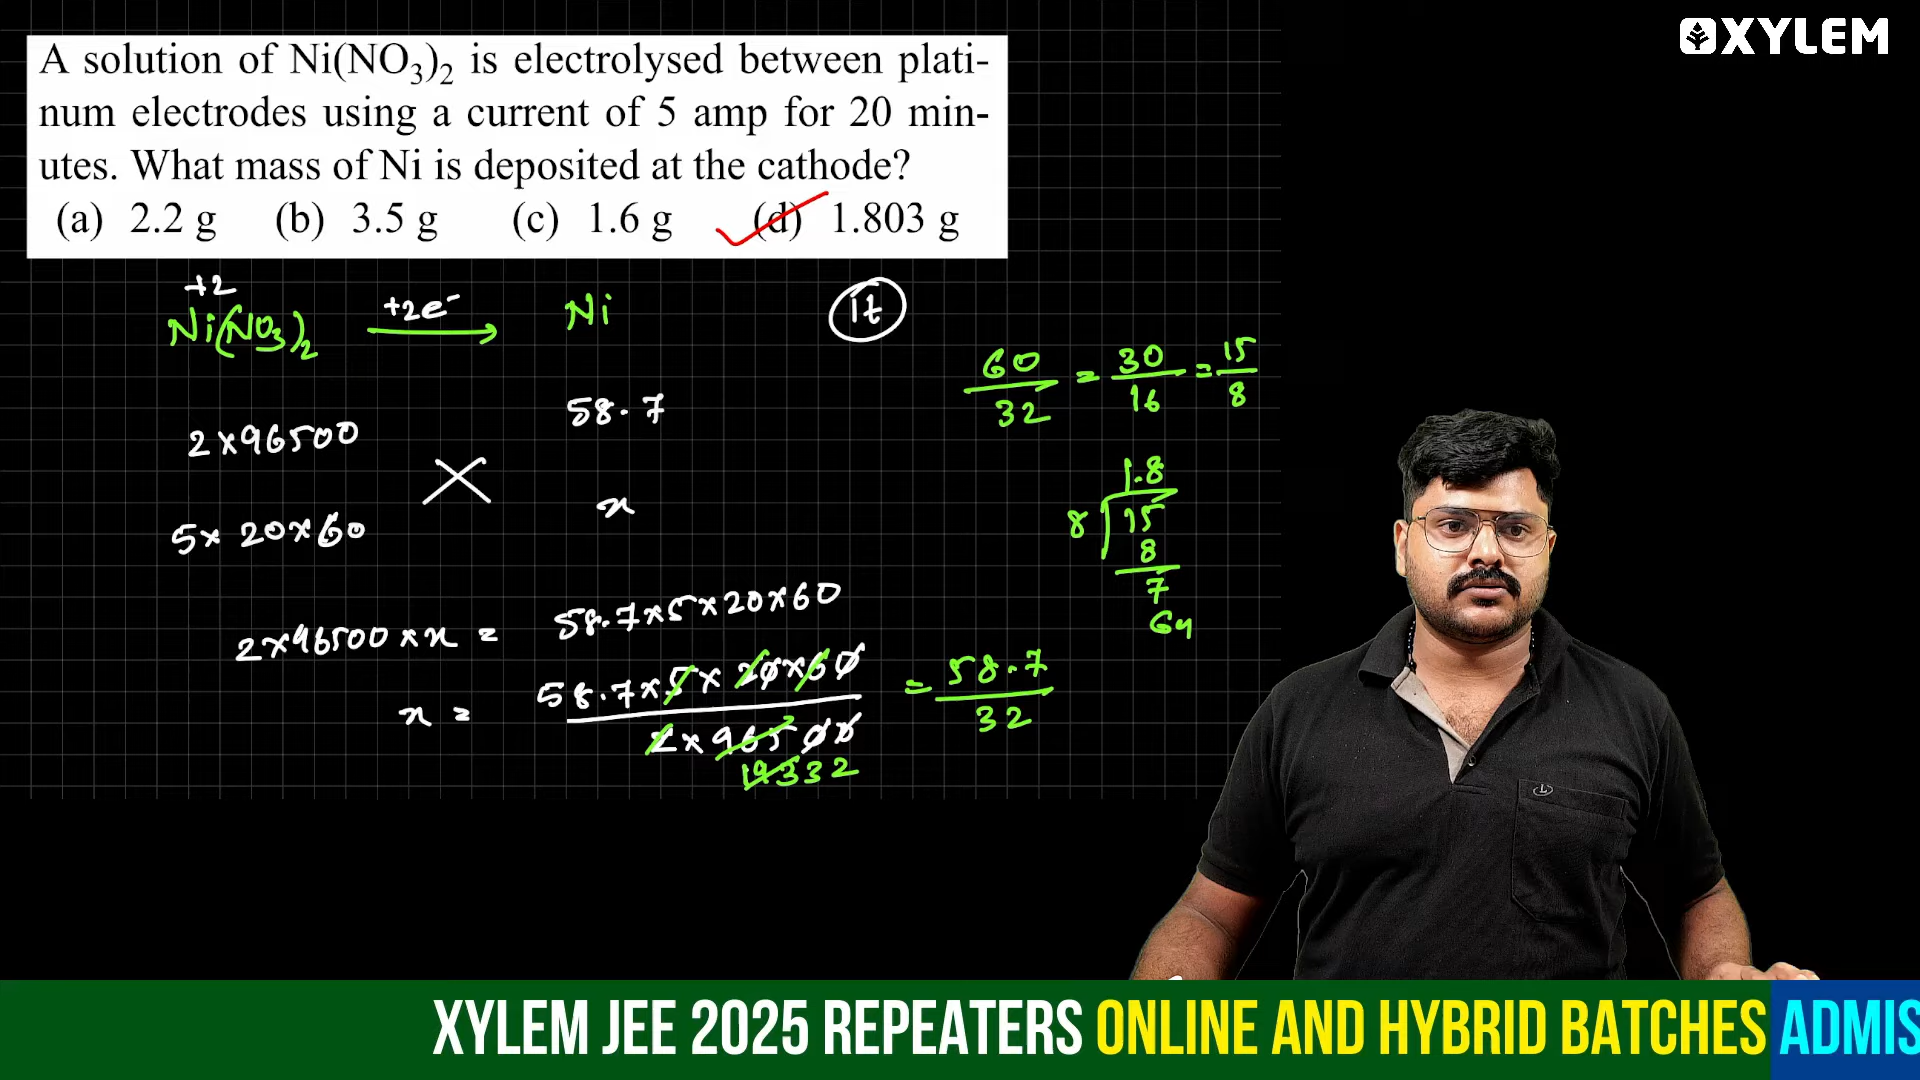 XYLEM
A solution of Ni(NO₃)₂ is electrolysed between plati-
num electrodes using a current of 5 amp for 20 min-
utes. What mass of Ni is deposited at the cathode?
(a) 2.2 g (b) 3.5 g (c) 1.6 g (d) 1.803 g
+2
Ni(NO₃)₂ +2e⁻ → Ni
It
60/32 = 30/16 = 15/8
2×96500 58.7
5×20×60 x
1.8
8 15
8
7
64
2×96500×x = 58.7×5×20×60
x = 58.7×5×20×60 / 2×96500 = 58.7/32
193 32
XYLEM JEE 2025 REPEATERS ONLINE AND HYBRID BATCHES ADMIS